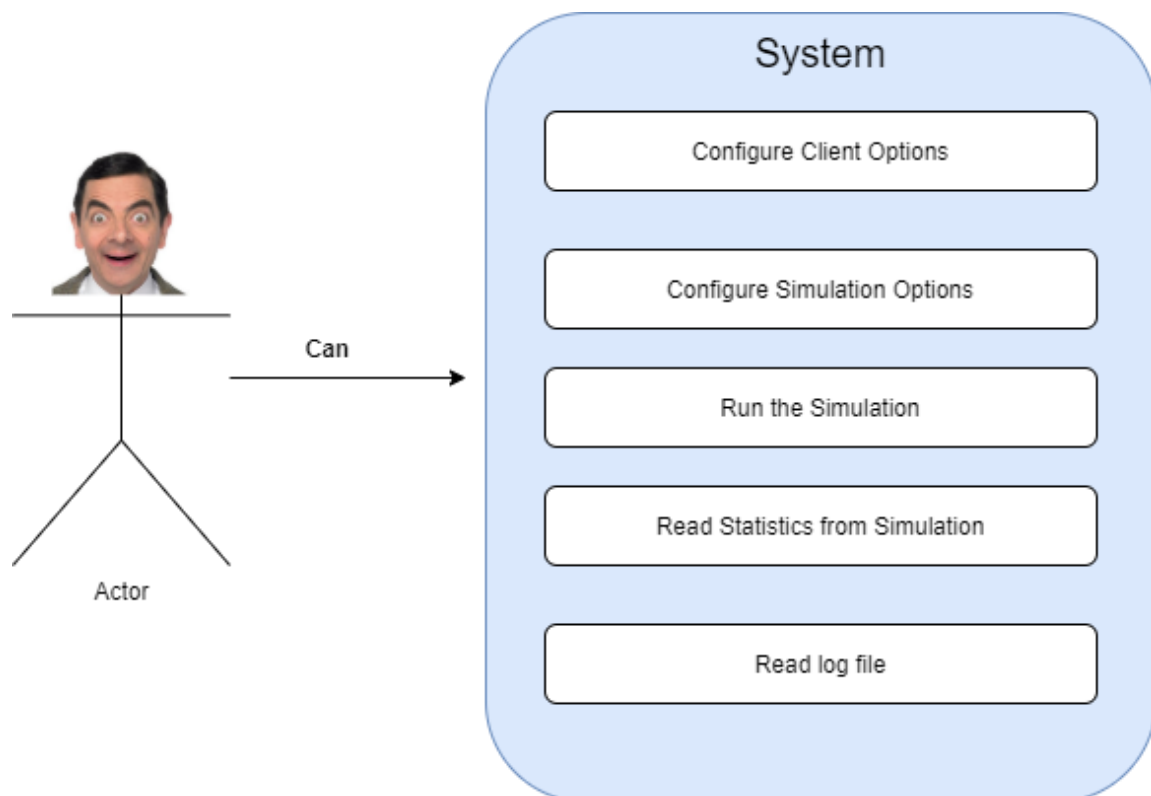 System
Configure Client Options
Configure Simulation Options
Can
Run the Simulation
Read Statistics from Simulation
Actor
Read log file